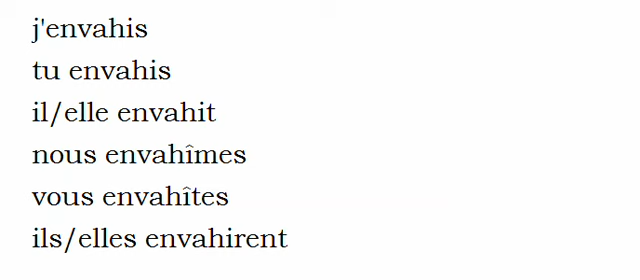 j'envahis
tu envahis
il/elle envahit
nous envahîmes
vous envahîtes
ils/elles envahirent